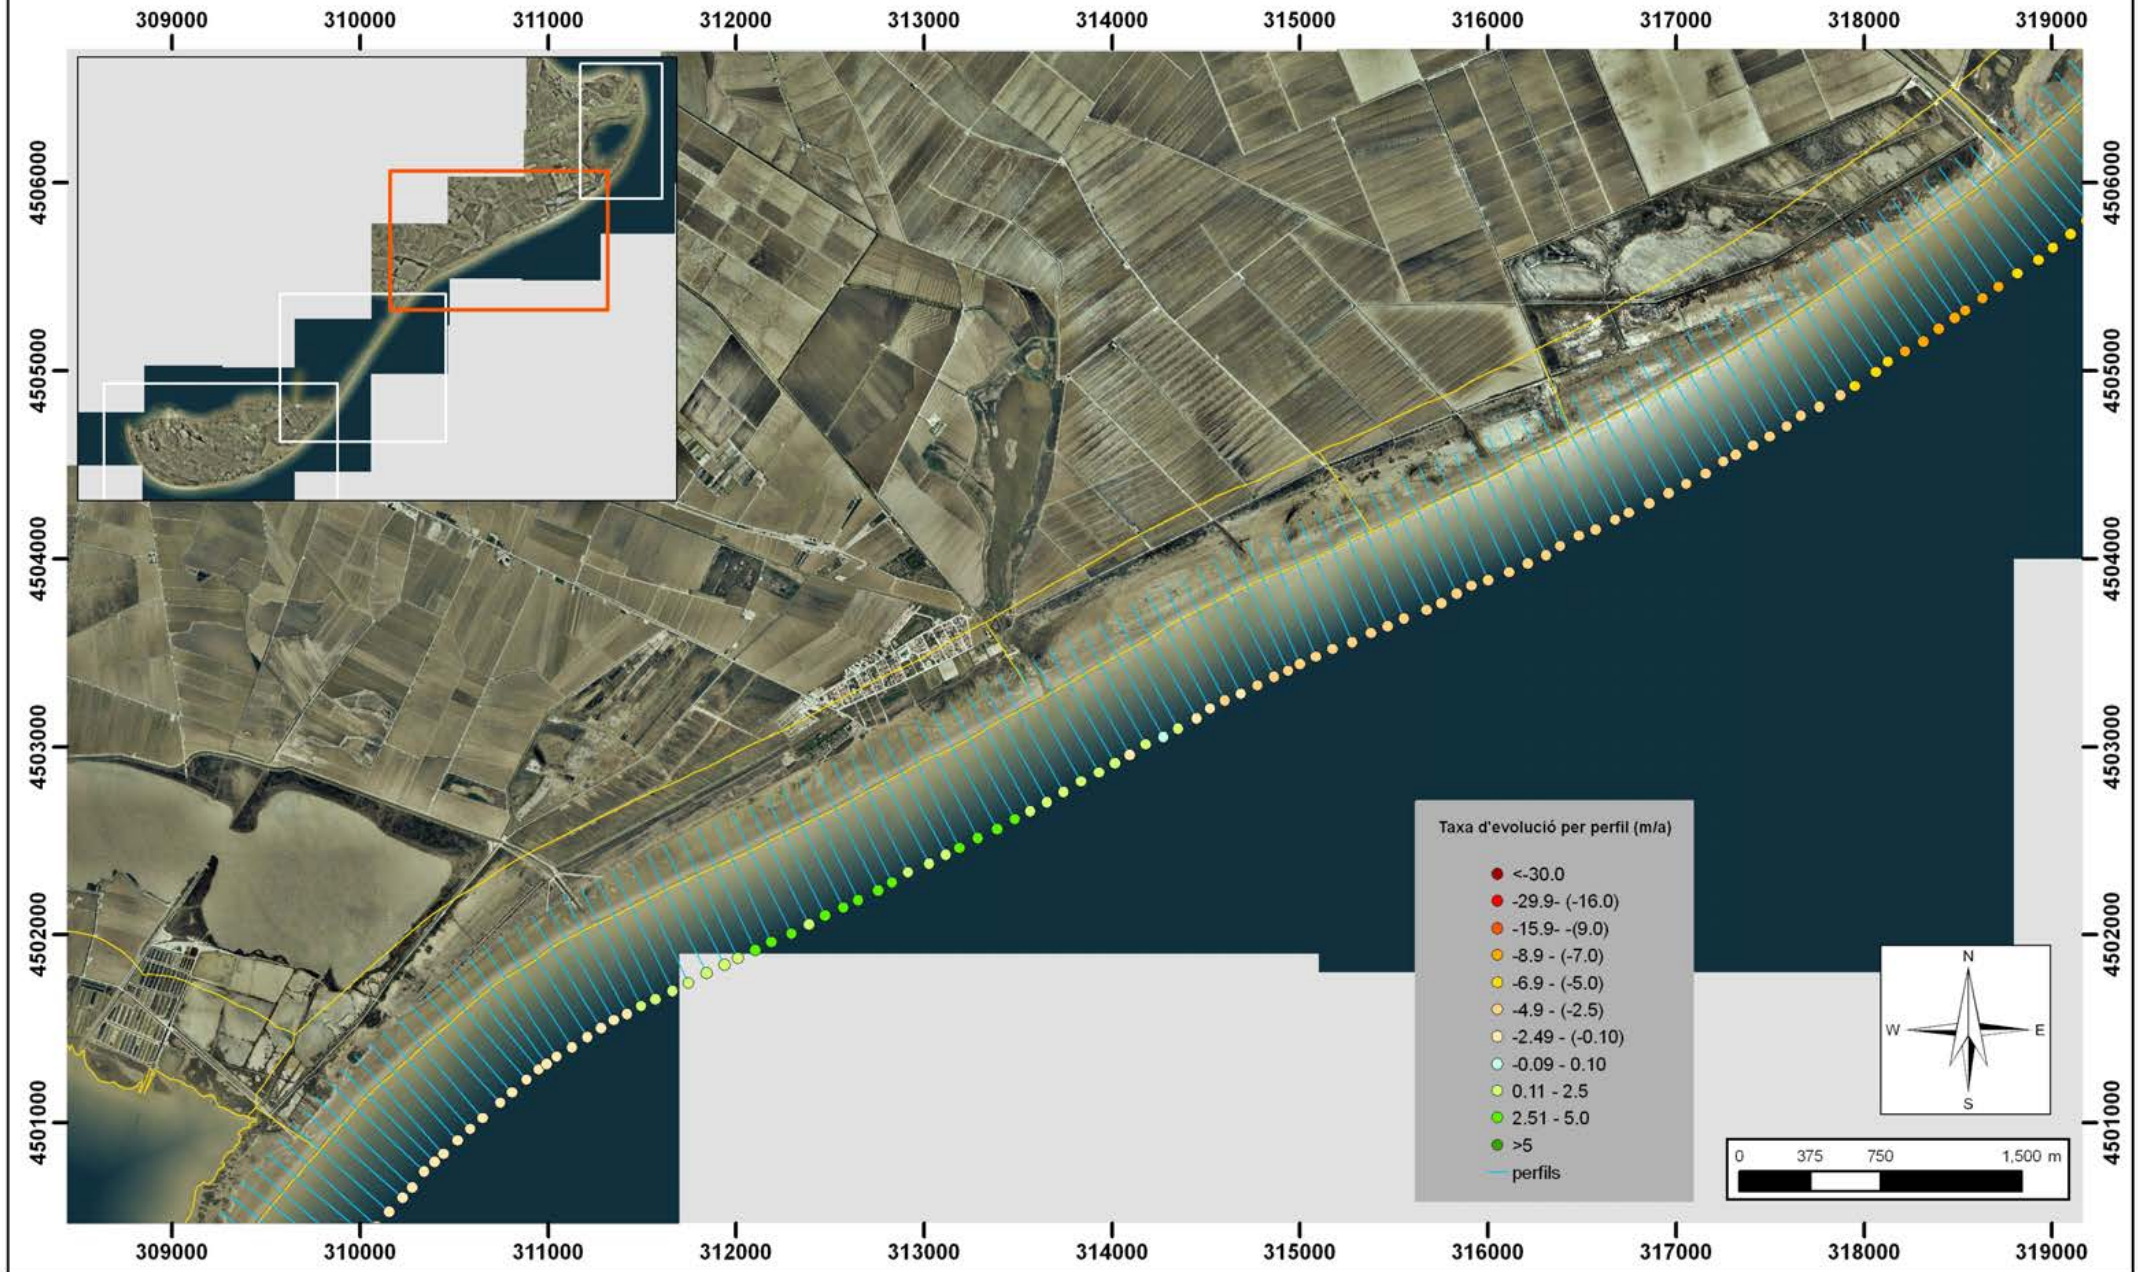 309000 310000 311000 312000 313000 314000 315000 316000 317000 318000 319000
4506000 4506000
4505000 4505000
4504000 4504000
4503000 4503000
4502000 4502000
4501000 4501000
Taxa d'evolució per perfil (m/a)
<-30.0
-29.9- (-16.0)
-15.9- -(9.0)
-8.9 - (-7.0)
-6.9 - (-5.0)
-4.9 - (-2.5)
-2.49 - (-0.10)
-0.09 - 0.10
0.11 - 2.5
2.51 - 5.0
>5
perfils
N
W E
S
0 375 750 1,500 m
309000 310000 311000 312000 313000 314000 315000 316000 317000 318000 319000